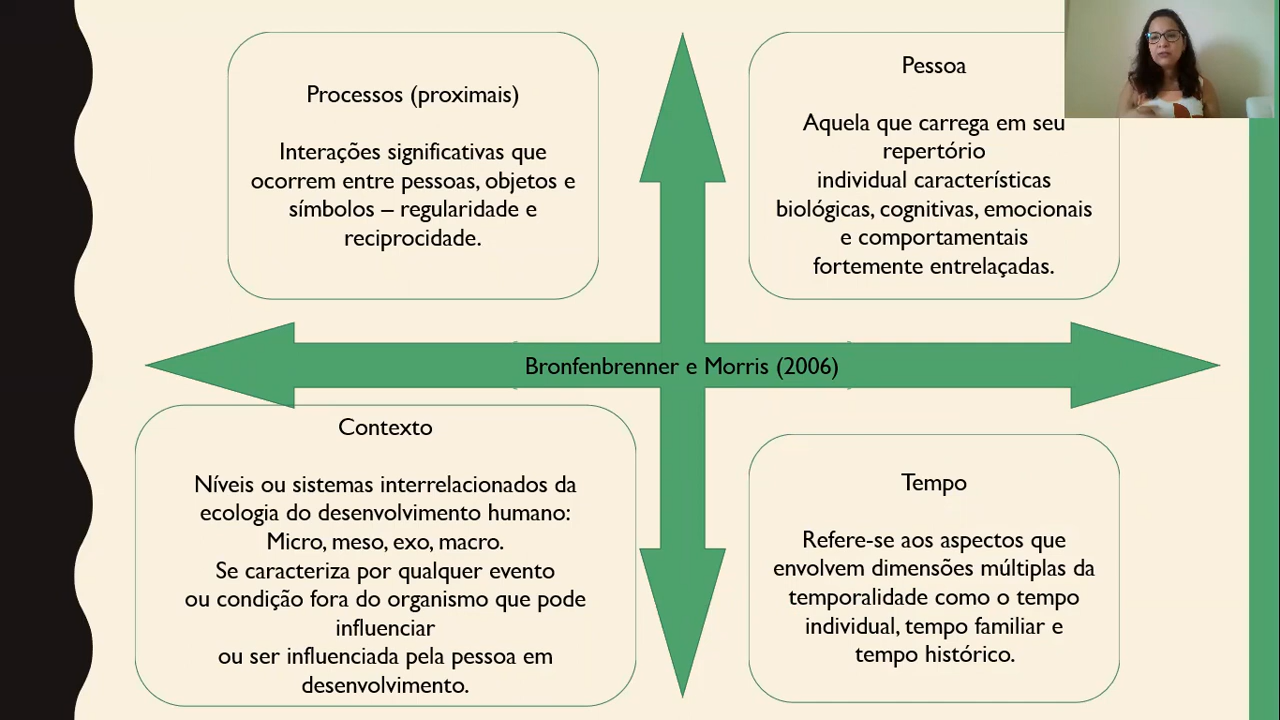 Processos (proximais)
Interações significativas que
ocorrem entre pessoas, objetos e
símbolos – regularidade e
reciprocidade.
Pessoa
Aquela que carrega em seu
repertório
individual características
biológicas, cognitivas, emocionais
e comportamentais
fortemente entrelaçadas.
Bronfenbrenner e Morris (2006)
Contexto
Níveis ou sistemas interrelacionados da
ecologia do desenvolvimento humano:
Micro, meso, exo, macro.
Se caracteriza por qualquer evento
ou condição fora do organismo que pode
influenciar
ou ser influenciada pela pessoa em
desenvolvimento.
Tempo
Refere-se aos aspectos que
envolvem dimensões múltiplas da
temporalidade como o tempo
individual, tempo familiar e
tempo histórico.